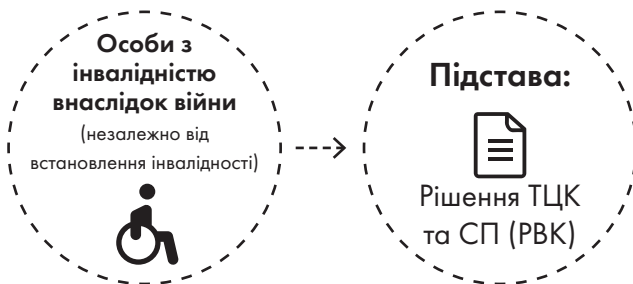 Особи з
інвалідністю
внаслідок війни
(незалежно від
встановлення інвалідності)
Підстава:
Рішення ТЦК
та СП (РВК)